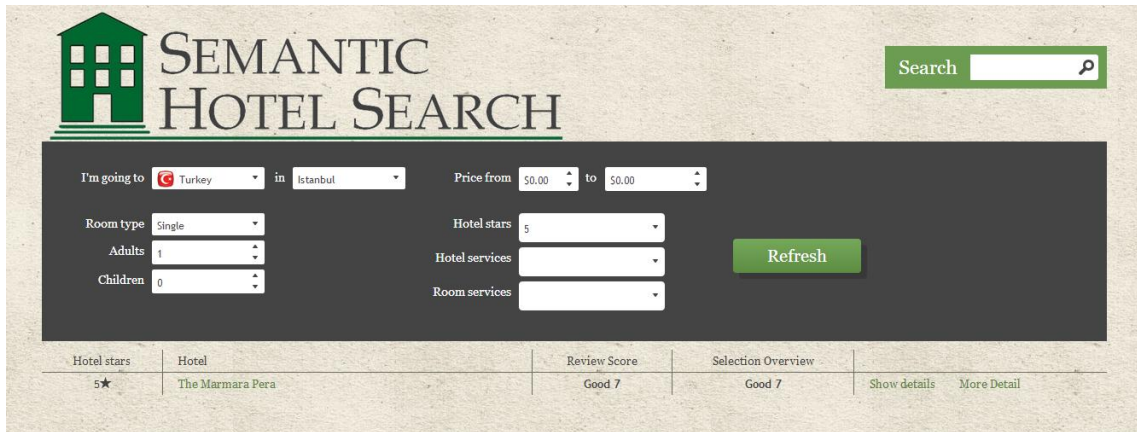 SEMANTIC
HOTEL SEARCH
Search
I'm going to Turkey in Istanbul Price from $0.00 to $0.00
Room type Single Hotel stars 5
Adults 1 Hotel services
Refresh
Children 0 Room services
Hotel stars Hotel Review Score Selection Overview
5★ The Marmara Pera Good 7 Good 7 Show details More Detail